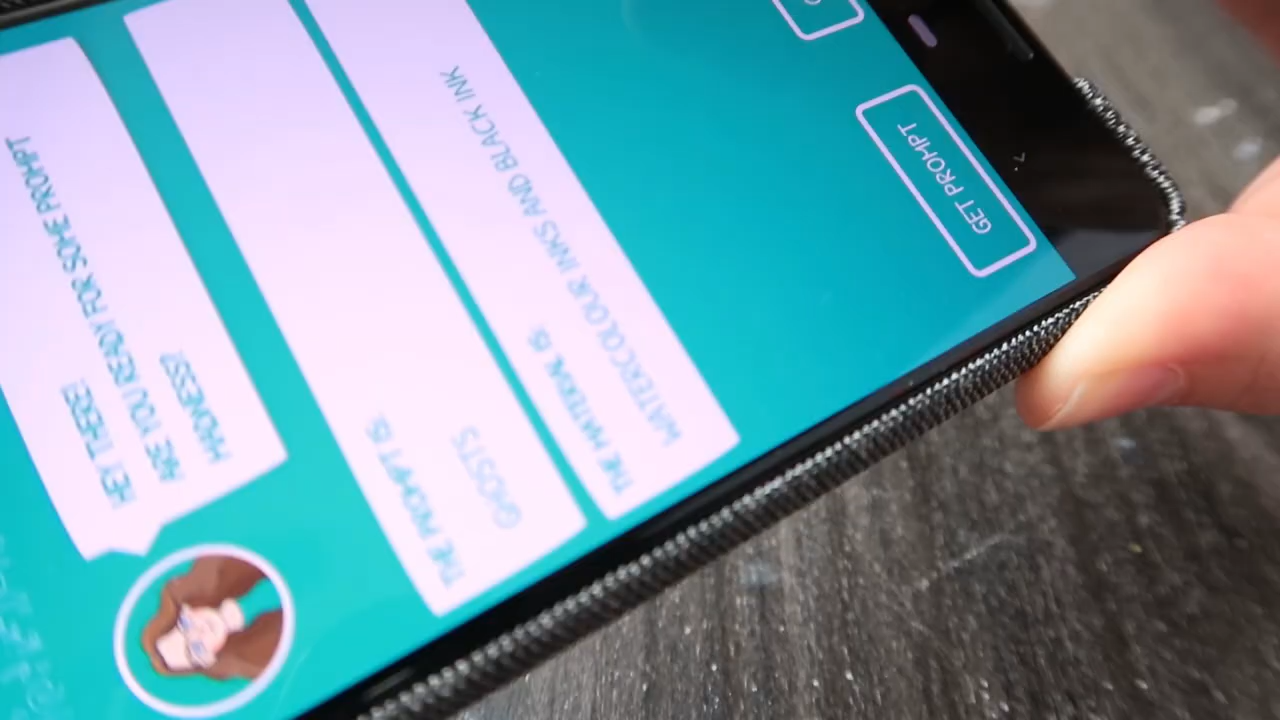 HEY THERE!
ARE YOU READY FOR SOME PROMPT
MADNESS?
THE PROMPT IS:
GHOSTS
THE MATERIAL IS:
WATERCOLOUR INKS AND BLACK INK
GET PROMPT